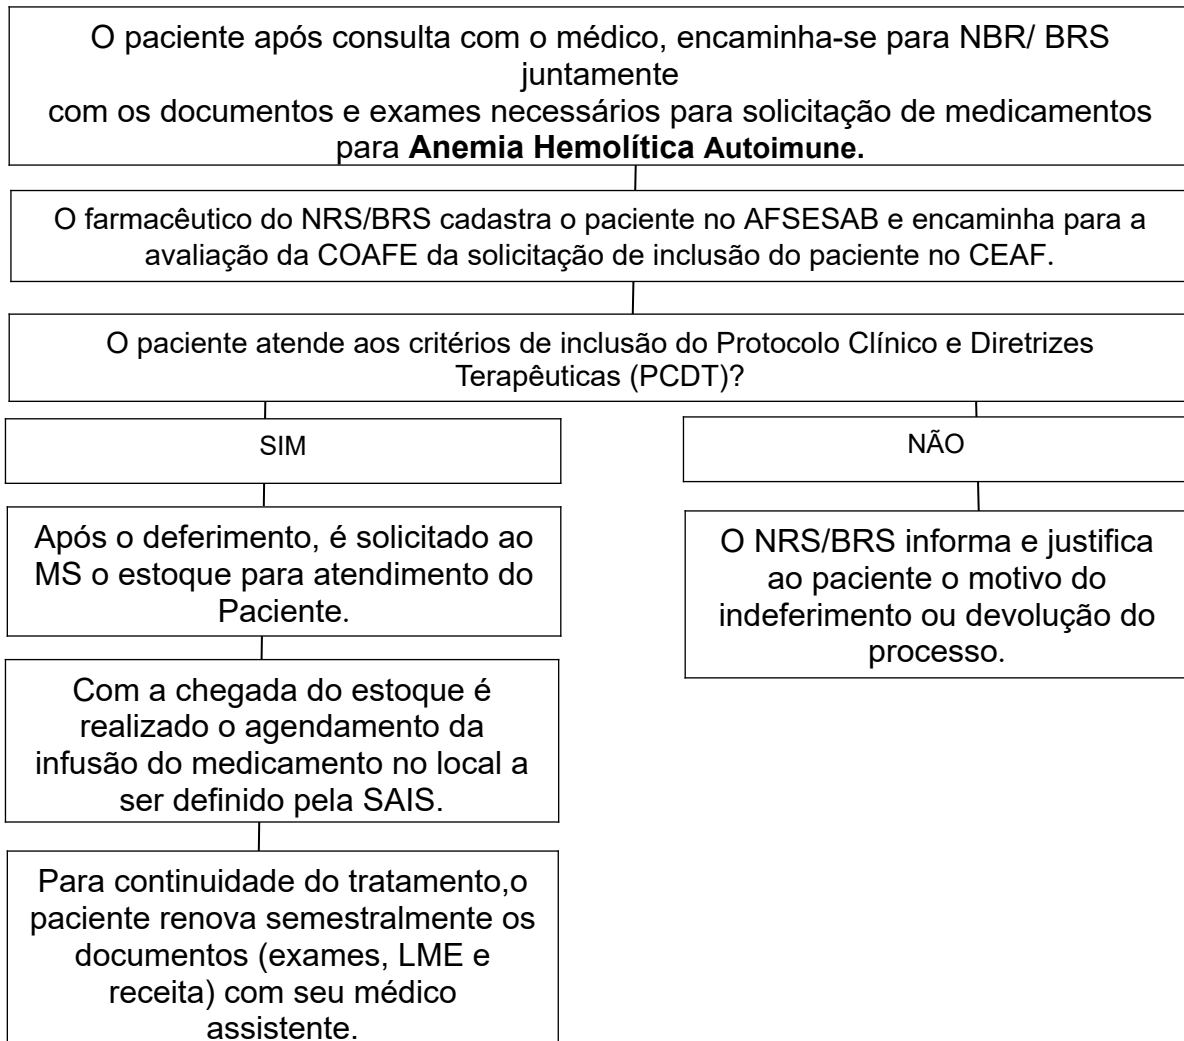 O paciente após consulta com o médico, encaminha-se para NBR/ BRS
juntamente
com os documentos e exames necessários para solicitação de medicamentos
para Anemia Hemolítica Autoimune.
O farmacêutico do NRS/BRS cadastra o paciente no AFSESAB e encaminha para a
avaliação da COAFE da solicitação de inclusão do paciente no CEAF.
O paciente atende aos critérios de inclusão do Protocolo Clínico e Diretrizes
Terapêuticas (PCDT)?
SIM
NÃO
Após o deferimento, é solicitado ao
MS o estoque para atendimento do
Paciente.
O NRS/BRS informa e justifica
ao paciente o motivo do
indeferimento ou devolução do
processo.
Com a chegada do estoque é
realizado o agendamento da
infusão do medicamento no local a
ser definido pela SAIS.
Para continuidade do tratamento,o
paciente renova semestralmente os
documentos (exames, LME e
receita) com seu médico
assistente.